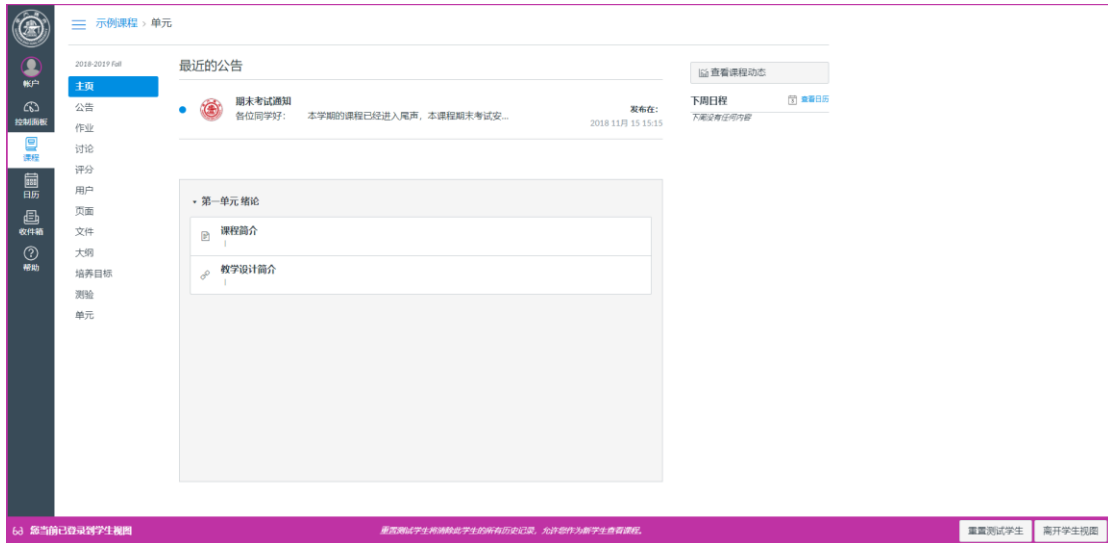 示例课程 › 单元
帐户
控制面板
课程
日历
收件箱
帮助
2018-2019 Fall
主页
公告
作业
讨论
评分
用户
页面
文件
大纲
培养目标
测验
单元
最近的公告
期末考试通知
各位同学好： 本学期的课程已经进入尾声，本课程期末考试安...
发布在:
2018 11月 15 15:15
第一单元 绪论
课程简介
教学设计简介
查看课程动态
下周日程
查看日历
下周没有任何内容
您当前已登录到学生视图
重置测试学生将清除此学生的所有历史记录，允许您作为新学生查看课程。
重置测试学生
离开学生视图